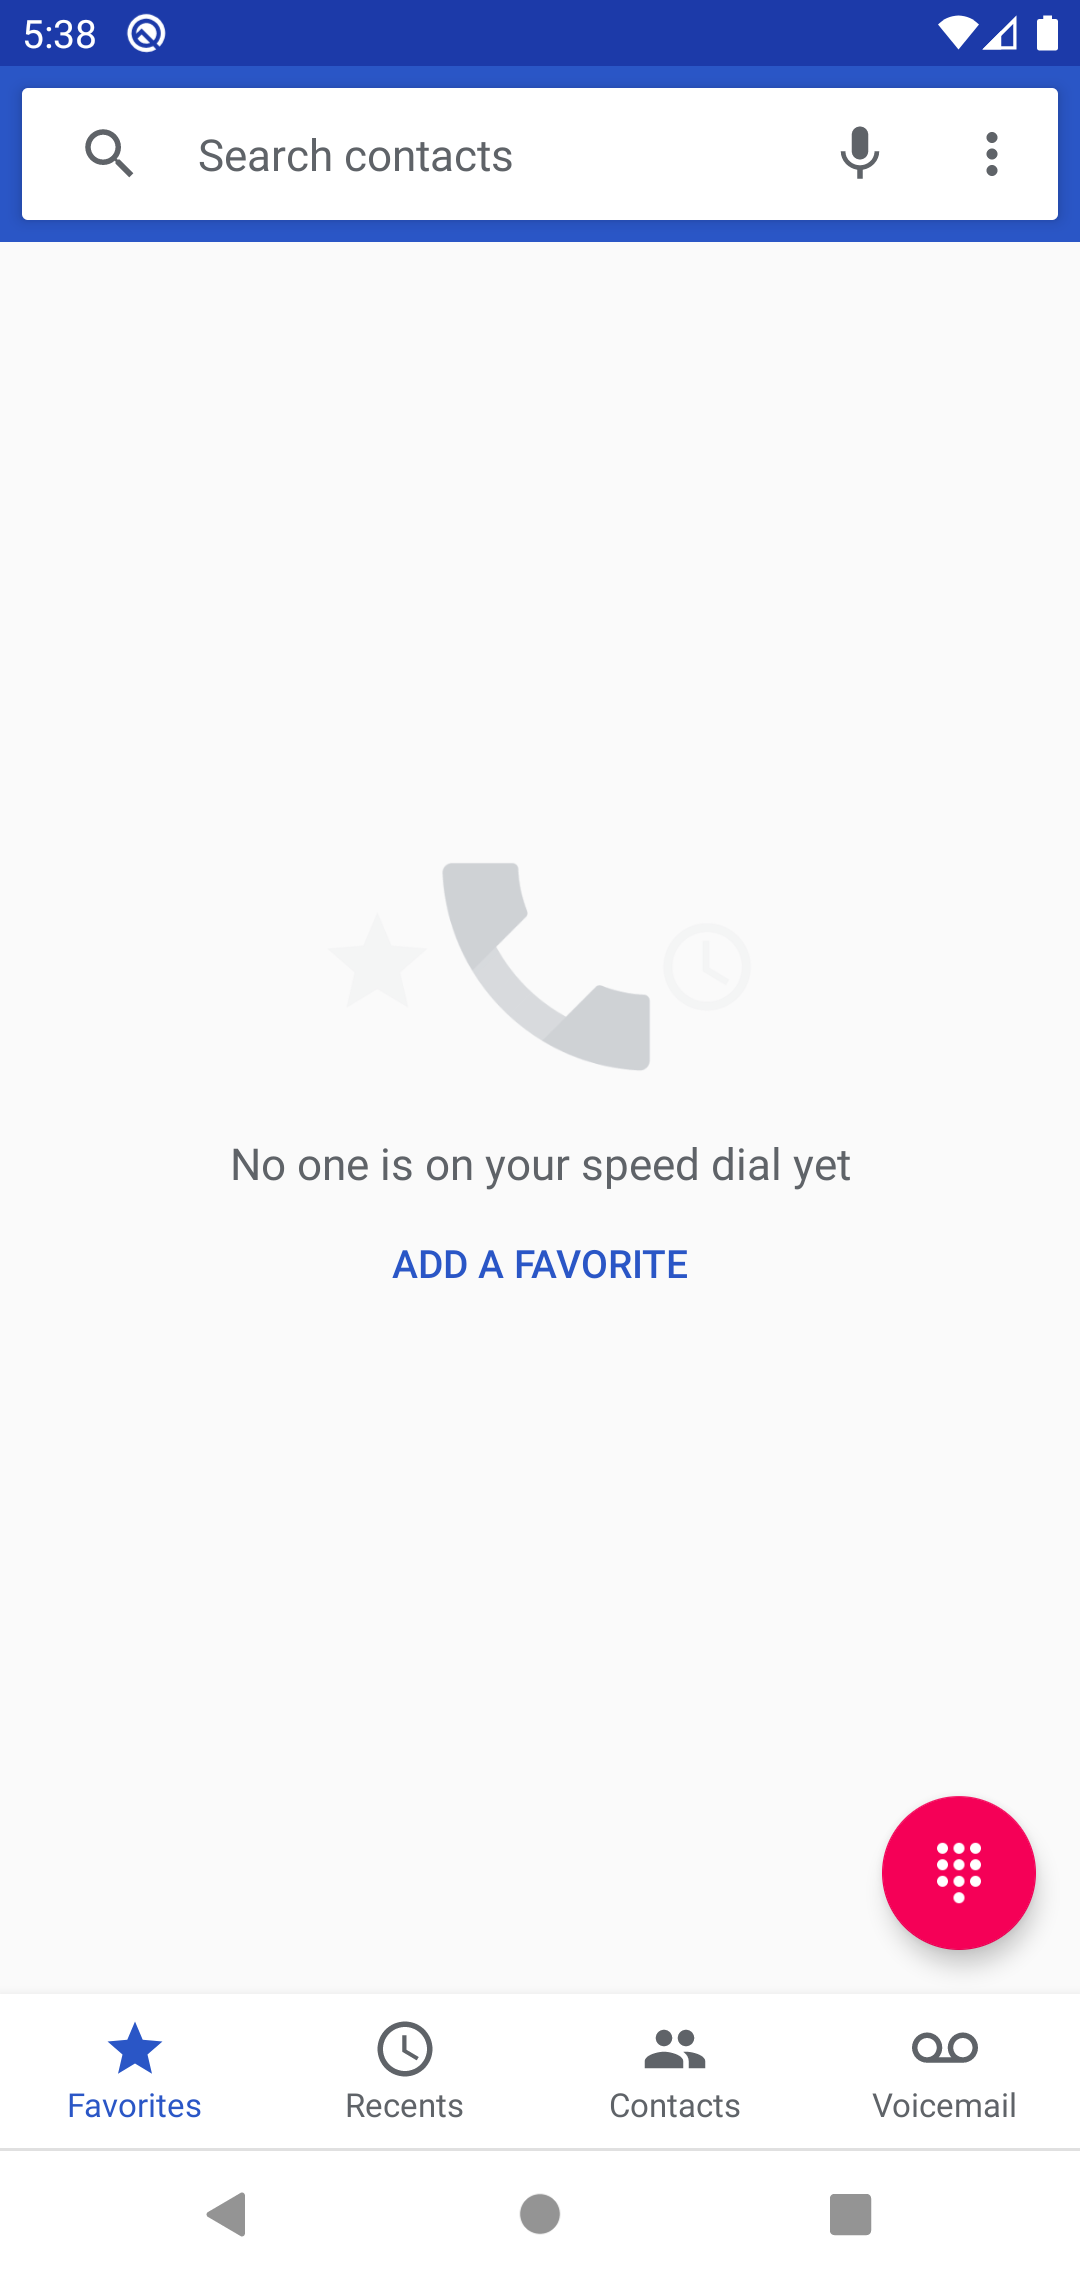 5:38
Search contacts
No one is on your speed dial yet
ADD A FAVORITE
Favorites
Recents
Contacts
Voicemail